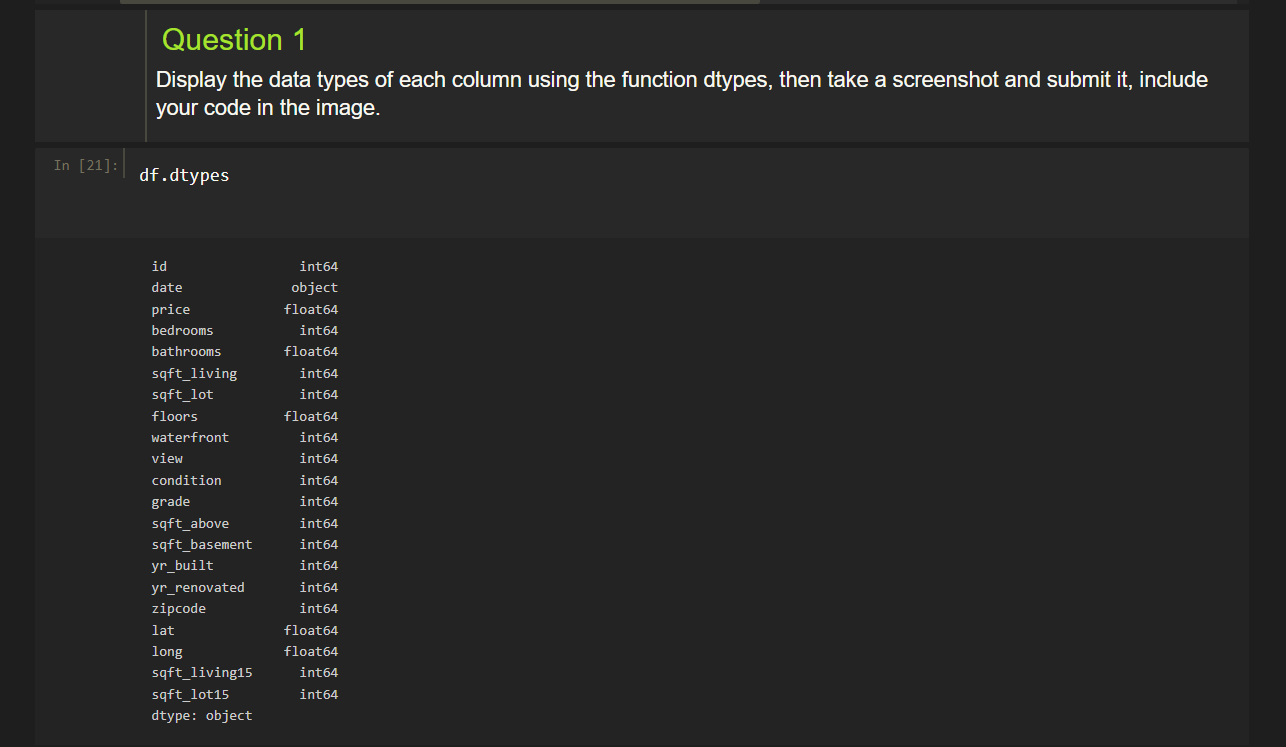 Question 1
Display the data types of each column using the function dtypes, then take a screenshot and submit it, include
your code in the image.
In [21]:
df.dtypes
id int64
date object
price float64
bedrooms int64
bathrooms float64
sqft_living int64
sqft_lot int64
floors float64
waterfront int64
view int64
condition int64
grade int64
sqft_above int64
sqft_basement int64
yr_built int64
yr_renovated int64
zipcode int64
lat float64
long float64
sqft_living15 int64
sqft_lot15 int64
dtype: object